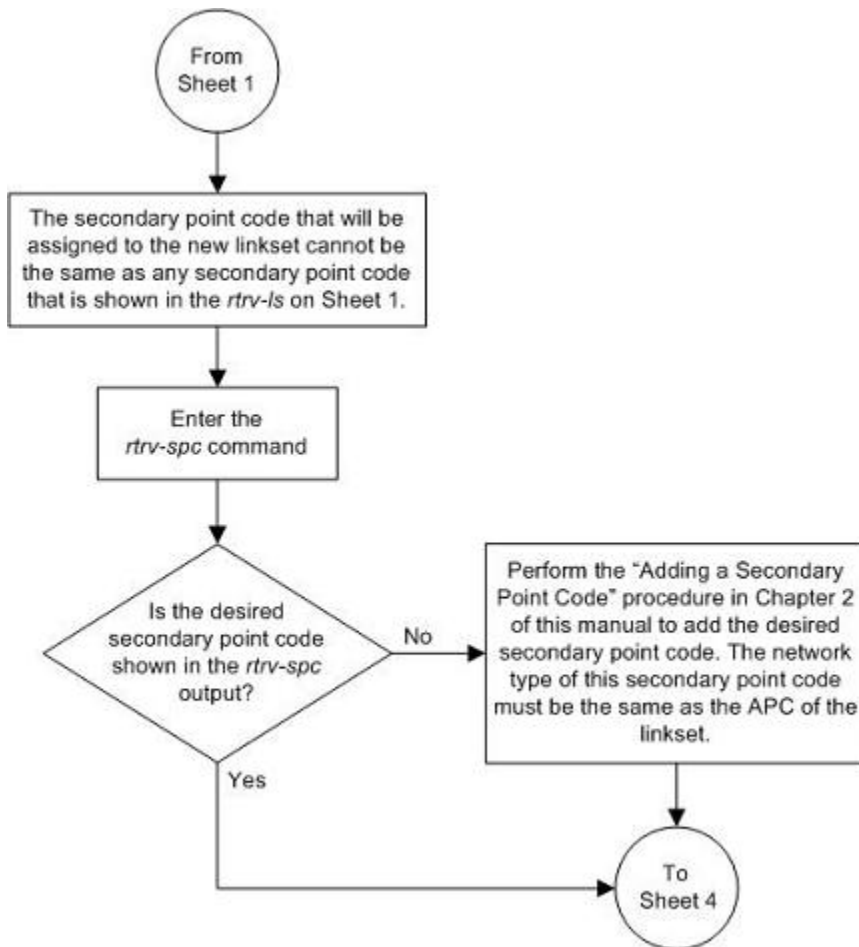 From
Sheet 1
The secondary point code that will be
assigned to the new linkset cannot be
the same as any secondary point code
that is shown in the rtrv-ls on Sheet 1.
Enter the
rtrv-spc command
Is the desired
secondary point code
shown in the rtrv-spc
output?
No
Perform the “Adding a Secondary
Point Code” procedure in Chapter 2
of this manual to add the desired
secondary point code. The network
type of this secondary point code
must be the same as the APC of the
linkset.
Yes
To
Sheet 4